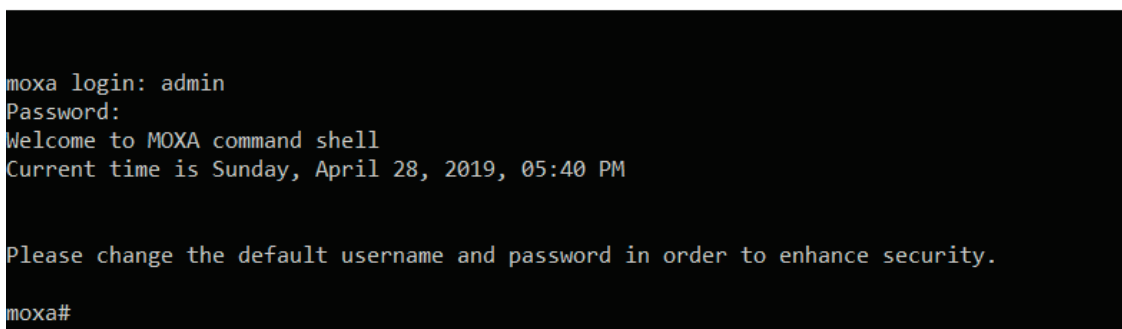 moxa login: admin
Password:
Welcome to MOXA command shell
Current time is Sunday, April 28, 2019, 05:40 PM
Please change the default username and password in order to enhance security.
moxa#